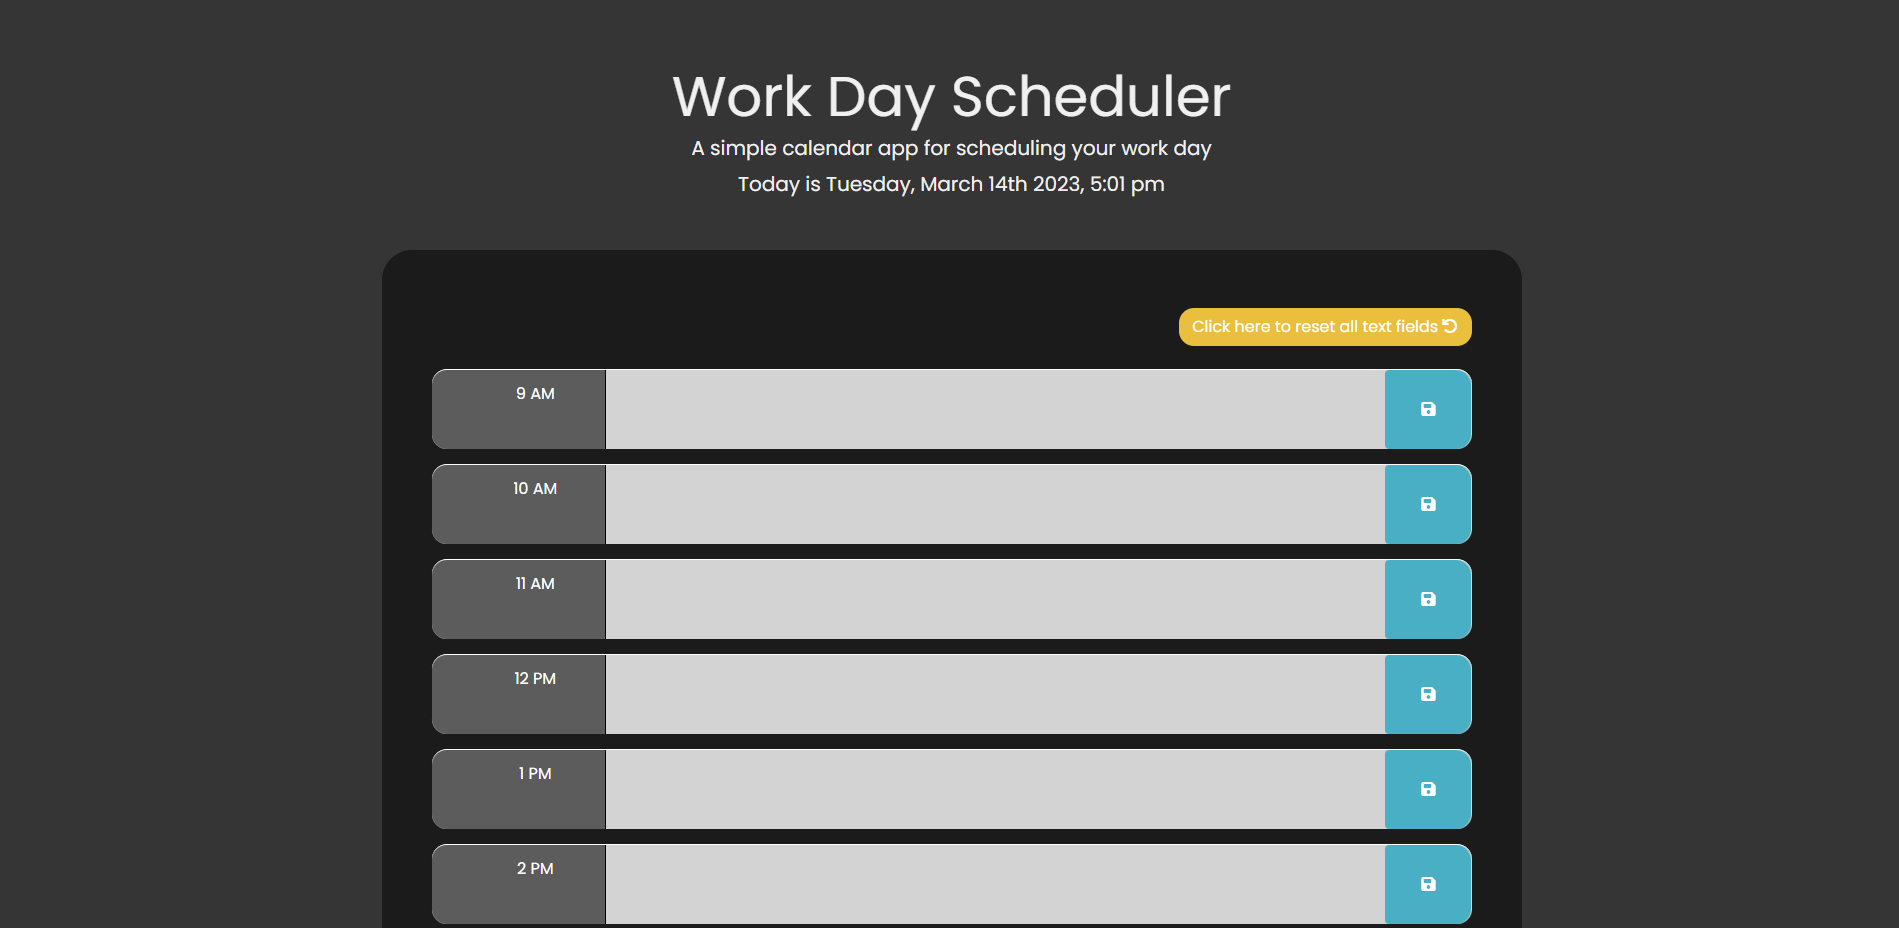 Work Day Scheduler
A simple calendar app for scheduling your work day
Today is Tuesday, March 14th 2023, 5:01 pm
Click here to reset all text fields
9 AM
10 AM
11 AM
12 PM
1 PM
2 PM